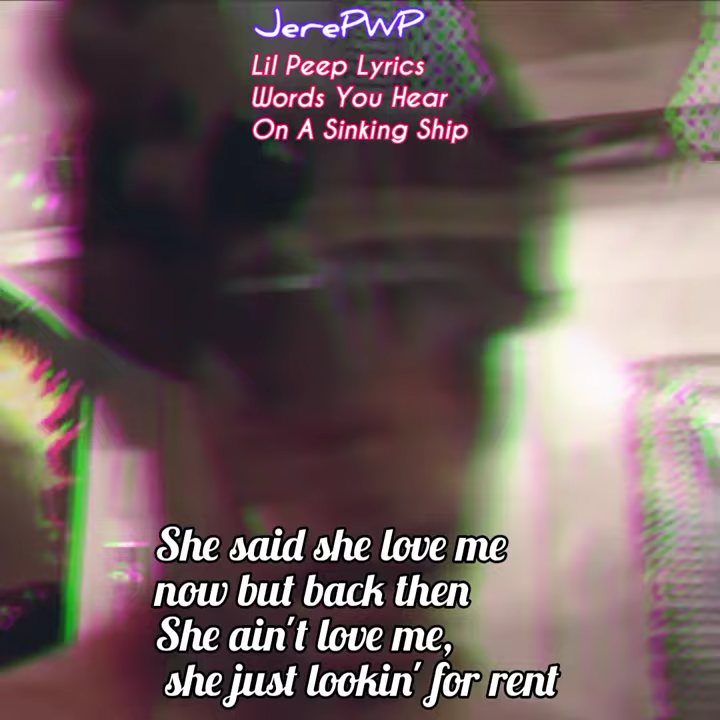 JerePWP
Lil Peep Lyrics
Words You Hear
On A Sinking Ship
She said she love me
now but back then
She ain't love me,
she just lookin' for rent